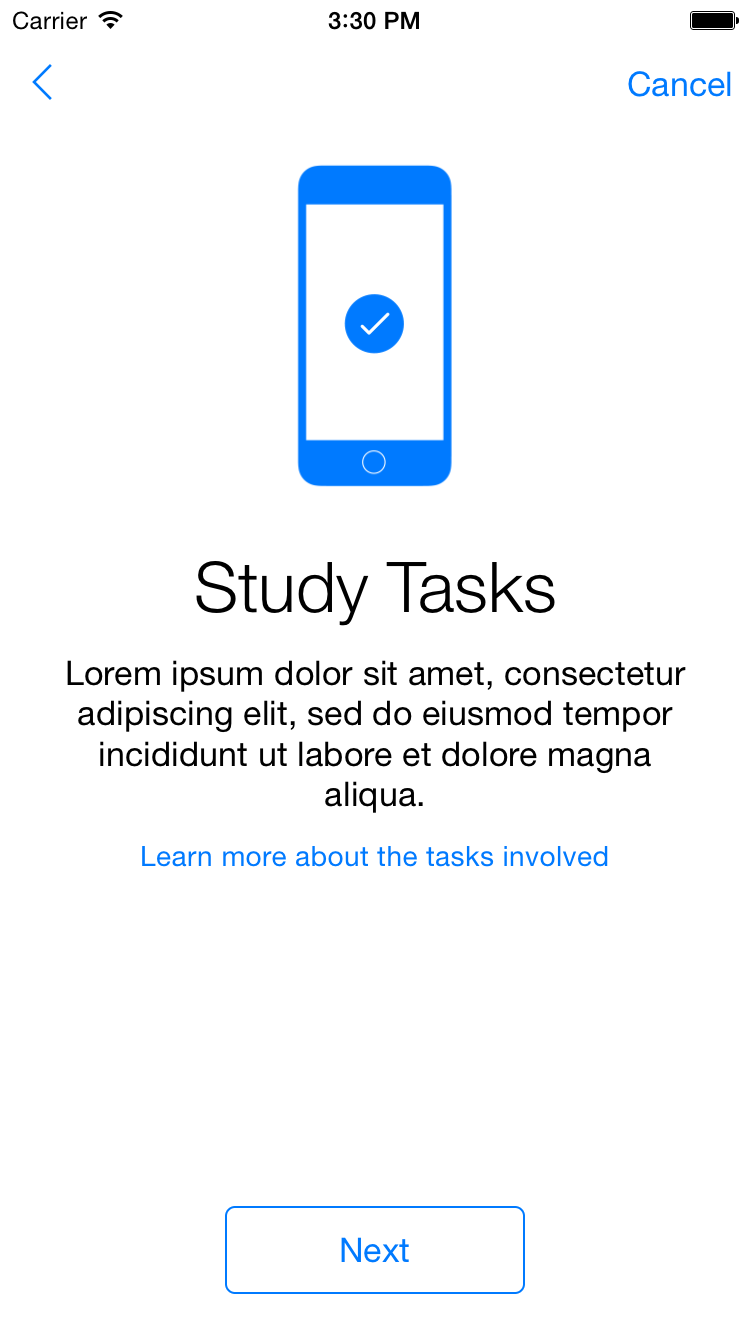 Carrier
3:30 PM
Cancel
Study Tasks
Lorem ipsum dolor sit amet, consectetur
adipiscing elit, sed do eiusmod tempor
incididunt ut labore et dolore magna
aliqua.
Learn more about the tasks involved
Next